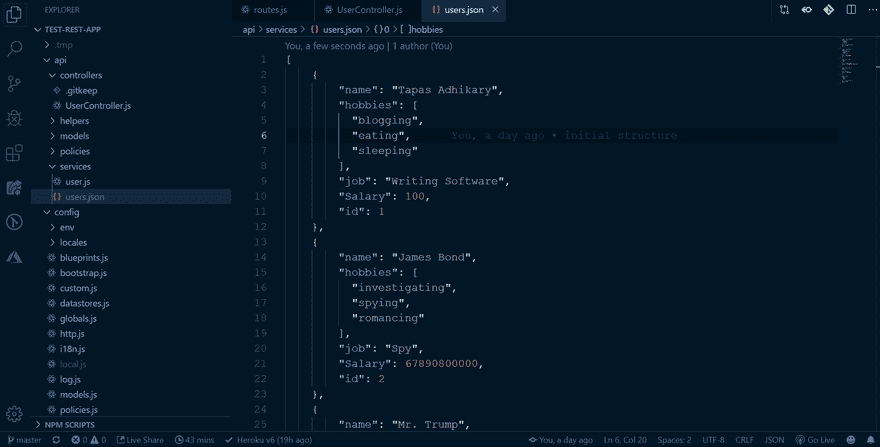 EXPLORER
routes.js
UserController.js
users.json
TEST-REST-APP
.tmp
api
controllers
.gitkeep
UserController.js
helpers
models
policies
services
user.js
users.json
config
env
locales
blueprints.js
bootstrap.js
custom.js
datastores.js
globals.js
http.js
i18n.js
local.js
log.js
models.js
policies.js
NPM SCRIPTS
api > services > {} users.json > {} 0 > [ ] hobbies
You, a few seconds ago | 1 author (You)
1 [
2 {
3 "name": "Tapas Adhikary",
4 "hobbies": [
5 "blogging",
6 "eating", You, a day ago • initial structure
7 "sleeping"
8 ],
9 "job": "Writing Software",
10 "Salary": 100,
11 "id": 1
12 },
13 {
14 "name": "James Bond",
15 "hobbies": [
16 "investigating",
17 "spying",
18 "romancing"
19 ],
20 "job": "Spy",
21 "Salary": 67890800000,
22 "id": 2
23 },
24 {
25 "name": "Mr. Trump",
master 0 0 Live Share 43 mins Heroku v6 (19h ago) You, a day ago Ln 6, Col 20 Spaces: 2 UTF-8 CRLF JSON Go Live